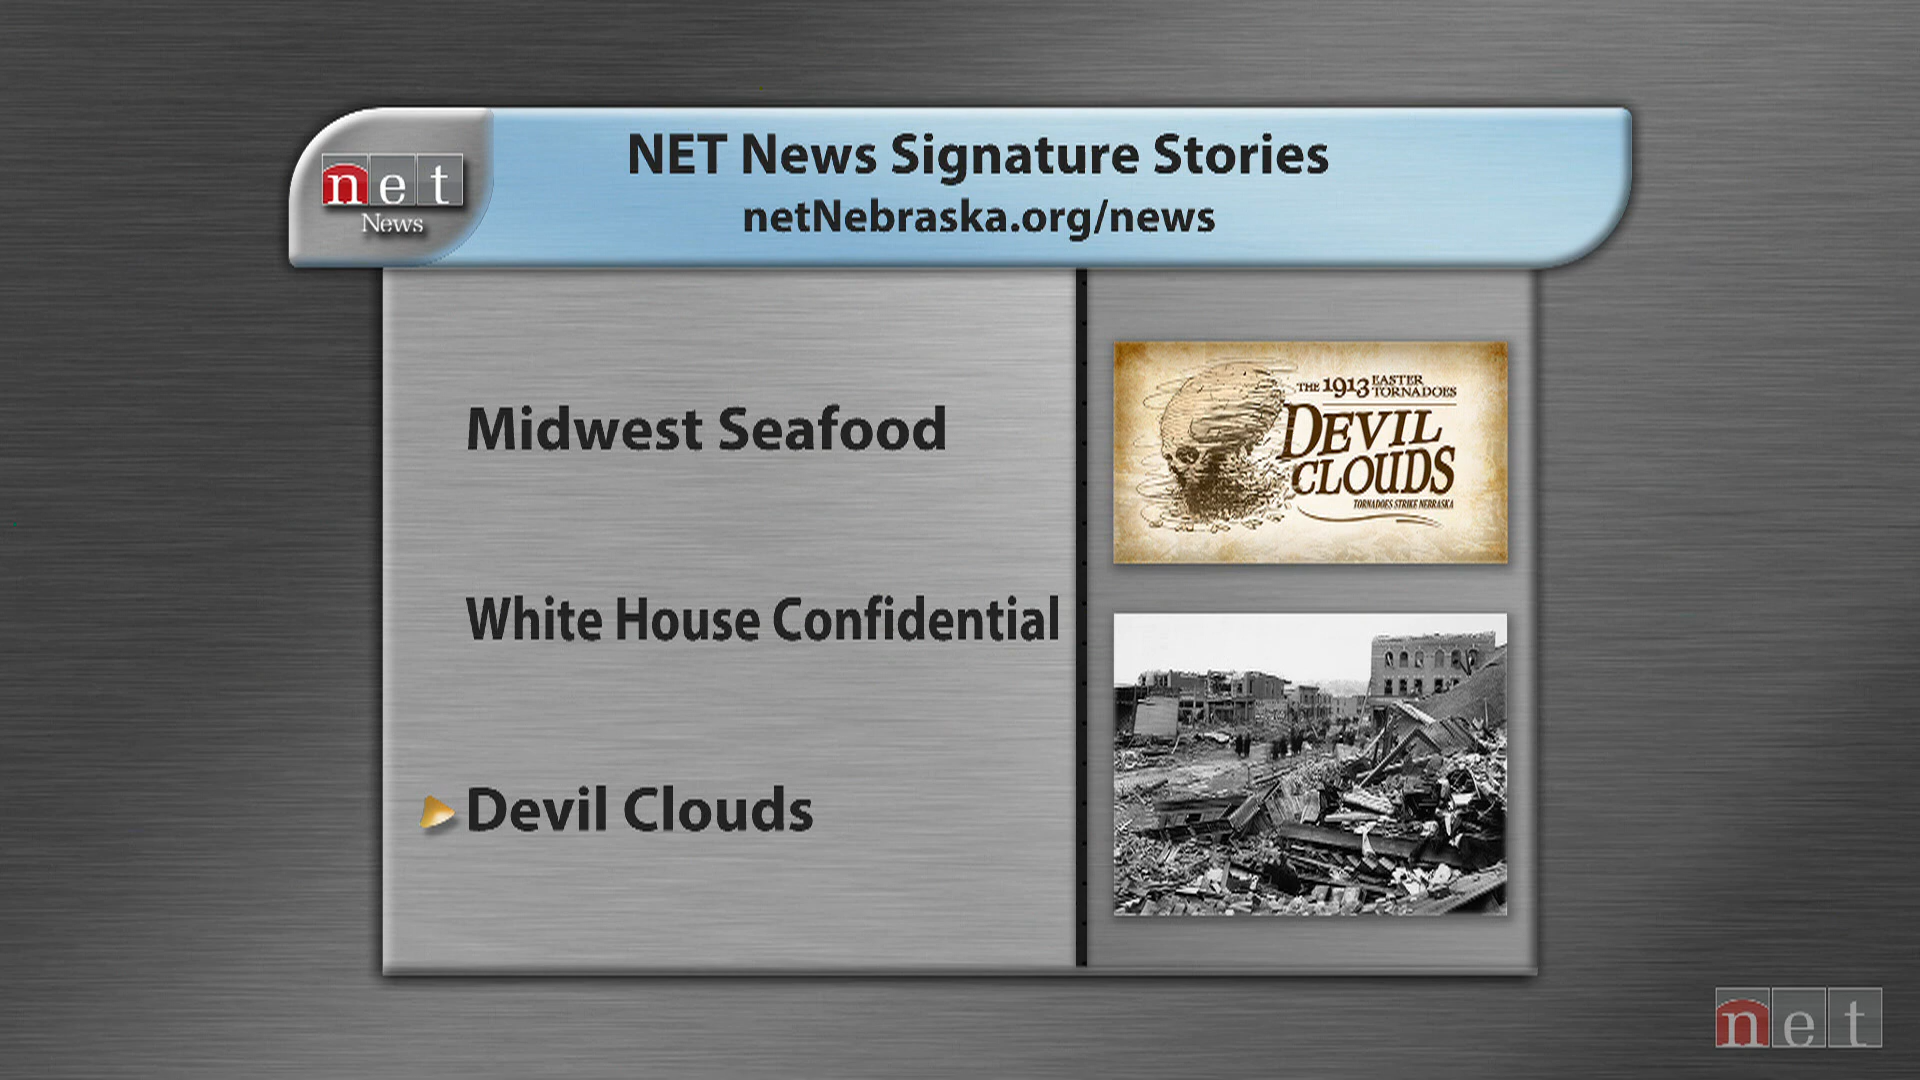 NET News Signature Stories
netNebraska.org/news
net
News
Midwest Seafood
White House Confidential
Devil Clouds
THE 1913 EASTER TORNADOES
DEVIL
CLOUDS
TORNADOES STRIKE NEBRASKA
net